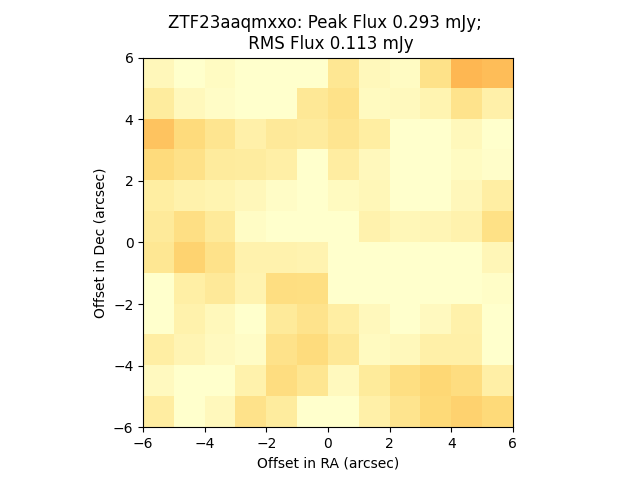 ZTF23aaqmxxo: Peak Flux 0.293 mJy;
RMS Flux 0.113 mJy
6
4
2
0
−2
−4
−6
Offset in Dec (arcsec)
−6 −4 −2 0 2 4 6
Offset in RA (arcsec)